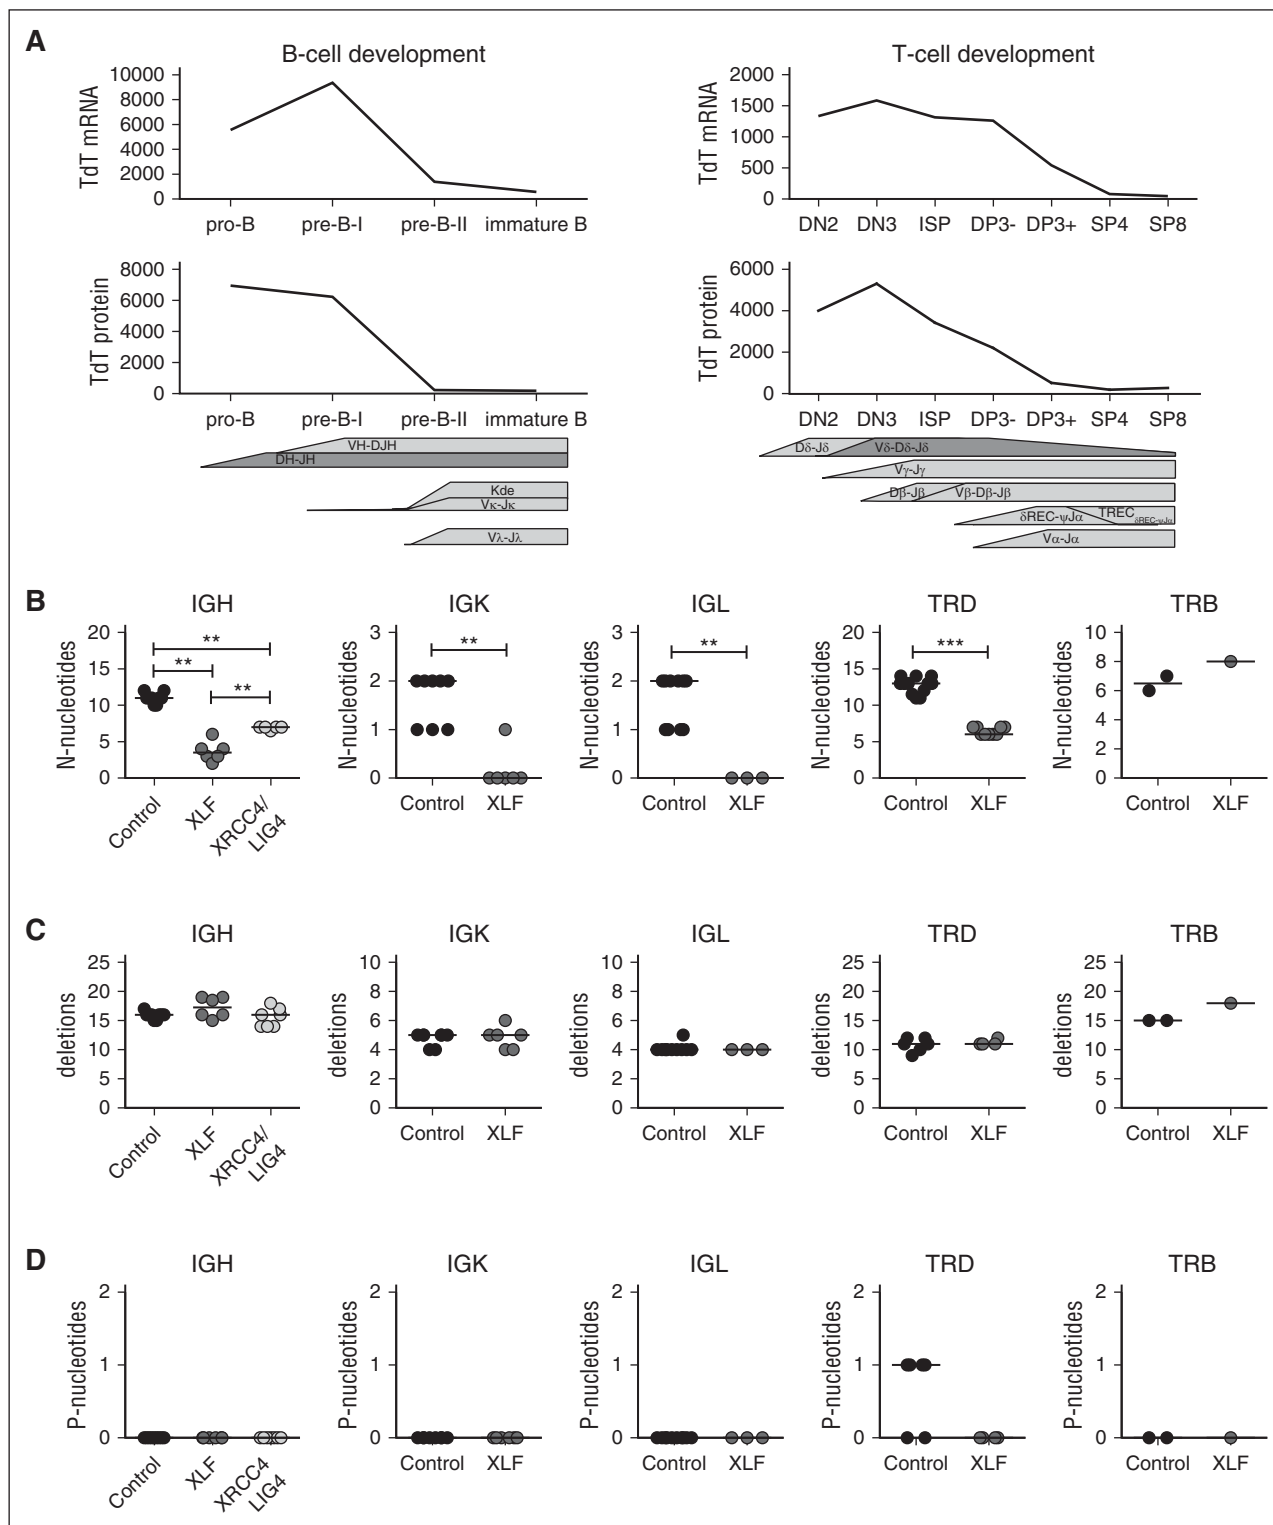 A
B-cell development
T-cell development
TdT mRNA
10000
8000
6000
4000
2000
0
pro-B pre-B-I pre-B-II immature B
TdT mRNA
2000
1500
1000
500
0
DN2 DN3 ISP DP3- DP3+ SP4 SP8
TdT protein
8000
6000
4000
2000
0
pro-B pre-B-I pre-B-II immature B
TdT protein
6000
4000
2000
0
DN2 DN3 ISP DP3- DP3+ SP4 SP8
VH-DJH
DH-JH
Kde
Vκ-Jκ
Vλ-Jλ
Dδ-Jδ Vδ-Dδ-Jδ
Vγ-Jγ
Dβ-Jβ Vβ-Dβ-Jβ
δREC-ψJα TREC δREC-ψJα
Vα-Jα
B
IGH
N-nucleotides
20
15
10
5
0
**
**
**
Control XLF XRCC4/
LIG4
IGK
N-nucleotides
3
2
1
0
**
Control XLF
IGL
N-nucleotides
3
2
1
0
**
Control XLF
TRD
N-nucleotides
20
15
10
5
0
***
Control XLF
TRB
N-nucleotides
10
8
6
4
2
0
Control XLF
C
IGH
deletions
25
20
15
10
5
0
Control XLF XRCC4/
LIG4
IGK
deletions
10
8
6
4
2
0
Control XLF
IGL
deletions
10
8
6
4
2
0
Control XLF
TRD
deletions
25
20
15
10
5
0
Control XLF
TRB
deletions
25
20
15
10
5
0
Control XLF
D
IGH
P-nucleotides
2
1
0
Control XLF XRCC4
LIG4
IGK
P-nucleotides
2
1
0
Control XLF
IGL
P-nucleotides
2
1
0
Control XLF
TRD
P-nucleotides
2
1
0
Control XLF
TRB
P-nucleotides
2
1
0
Control XLF